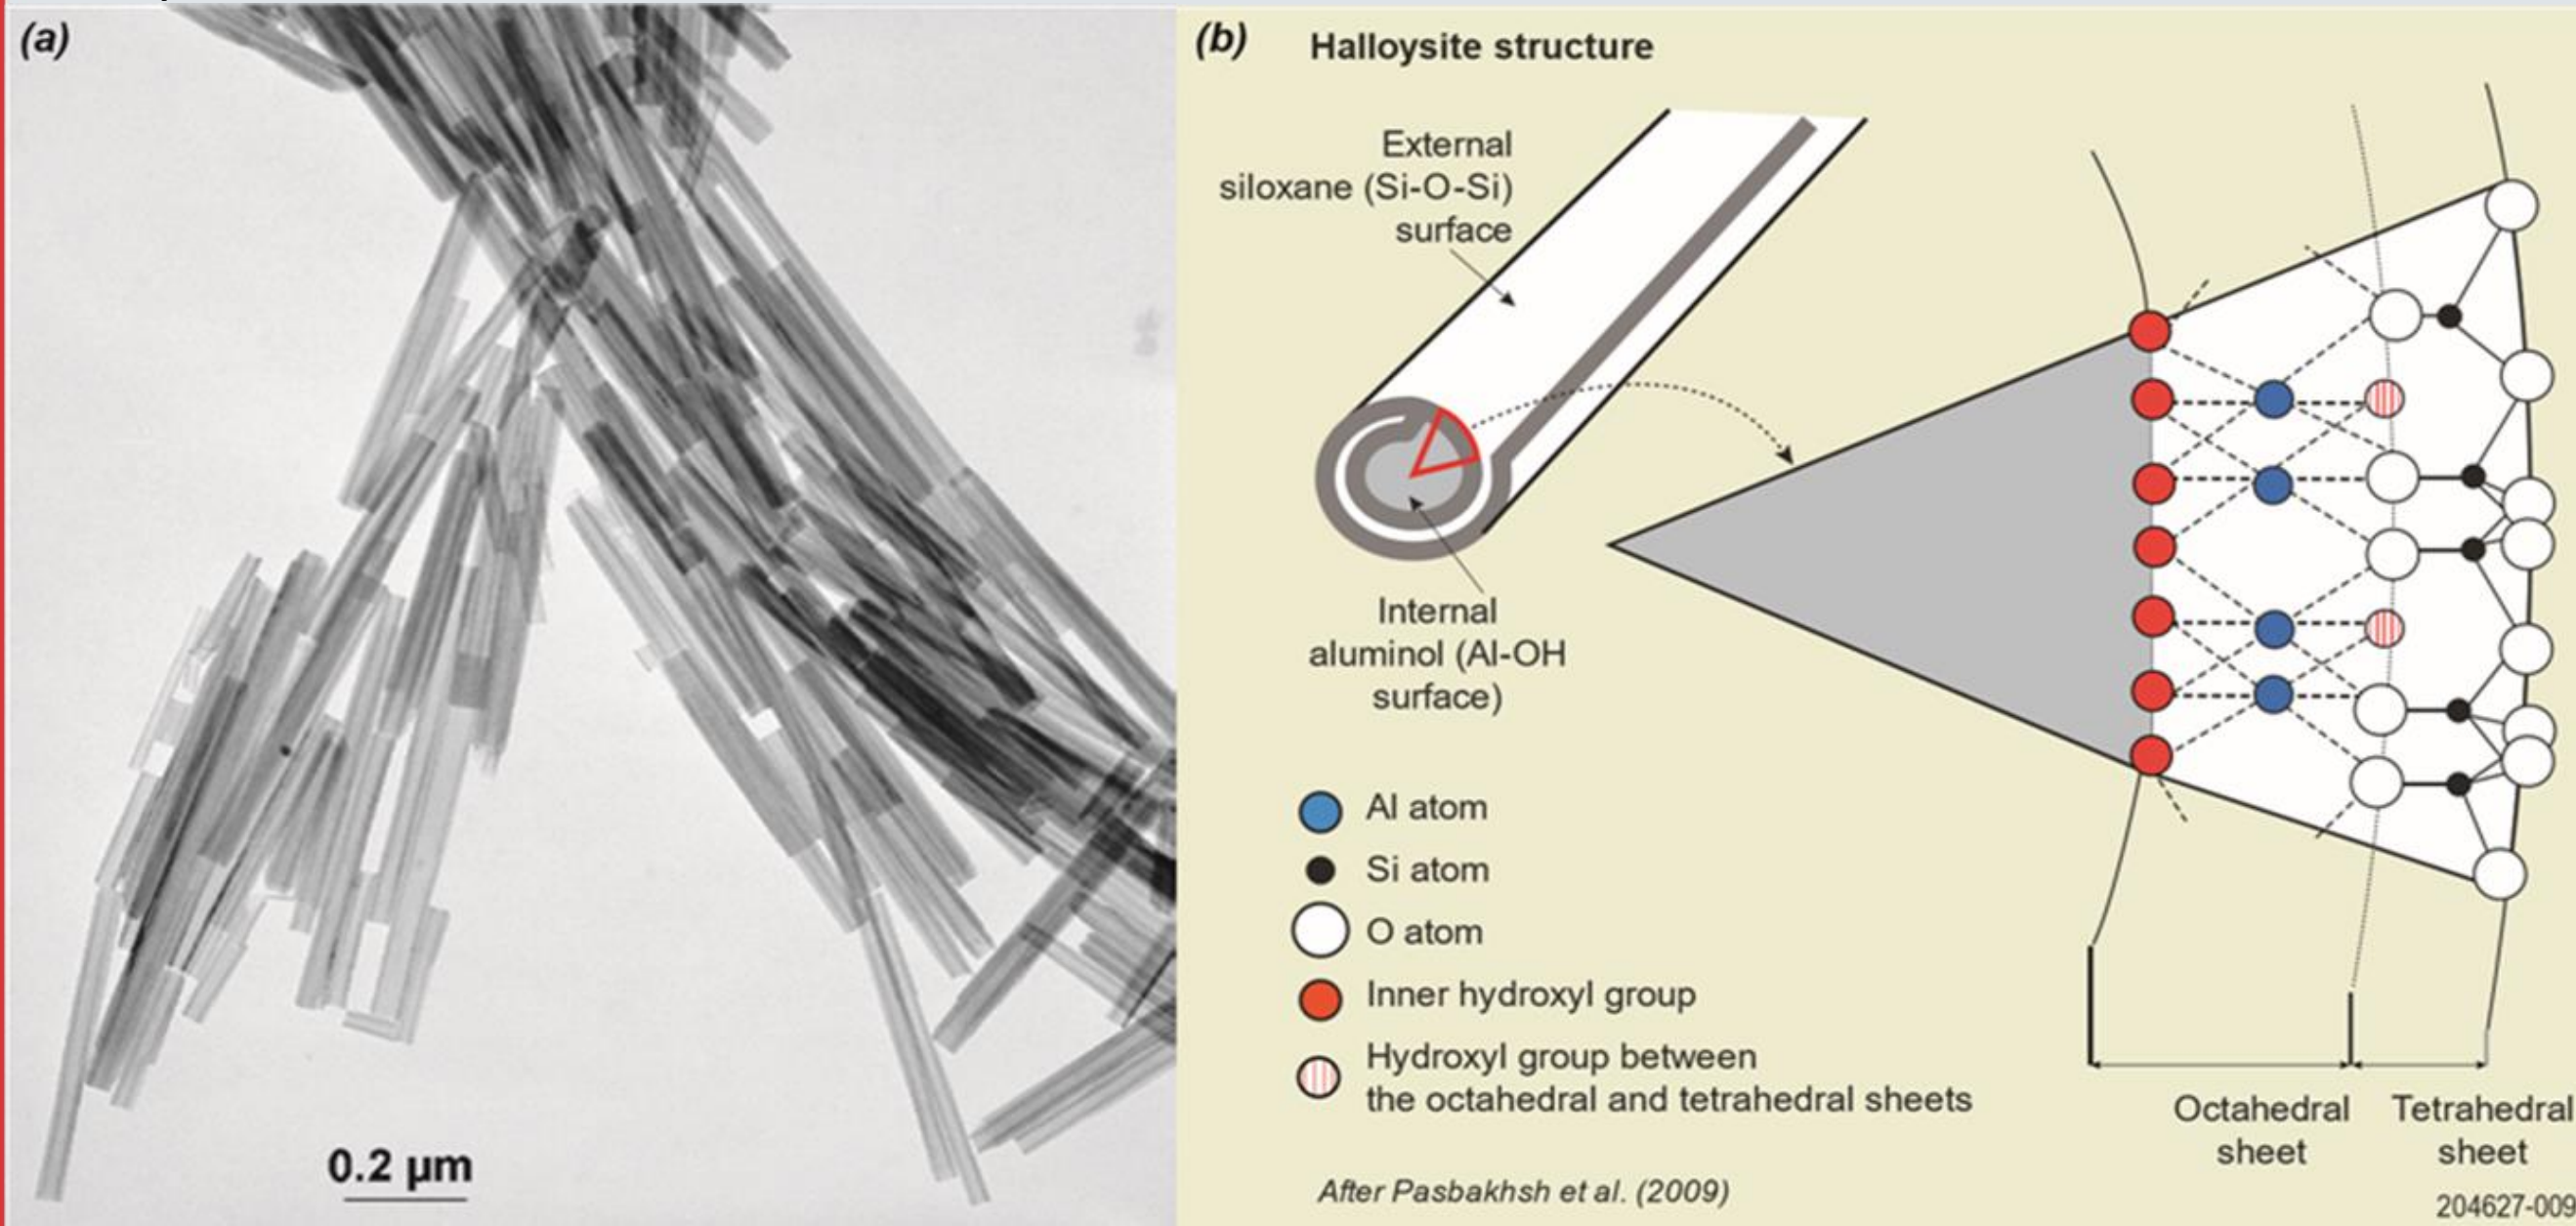 (a)
0.2 µm
(b)
Halloysite structure
External
siloxane (Si-O-Si)
surface
Internal
aluminol (Al-OH
surface)
Al atom
Si atom
O atom
Inner hydroxyl group
Hydroxyl group between
the octahedral and tetrahedral sheets
Octahedral
sheet
Tetrahedral
sheet
After Pasbakhsh et al. (2009)
204627-009